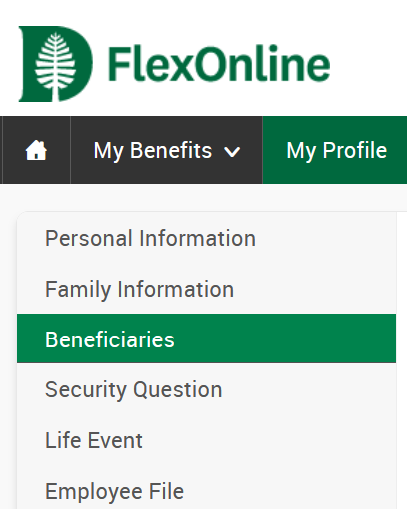 D FlexOnline
My Benefits My Profile
Personal Information
Family Information
Beneficiaries
Security Question
Life Event
Employee File